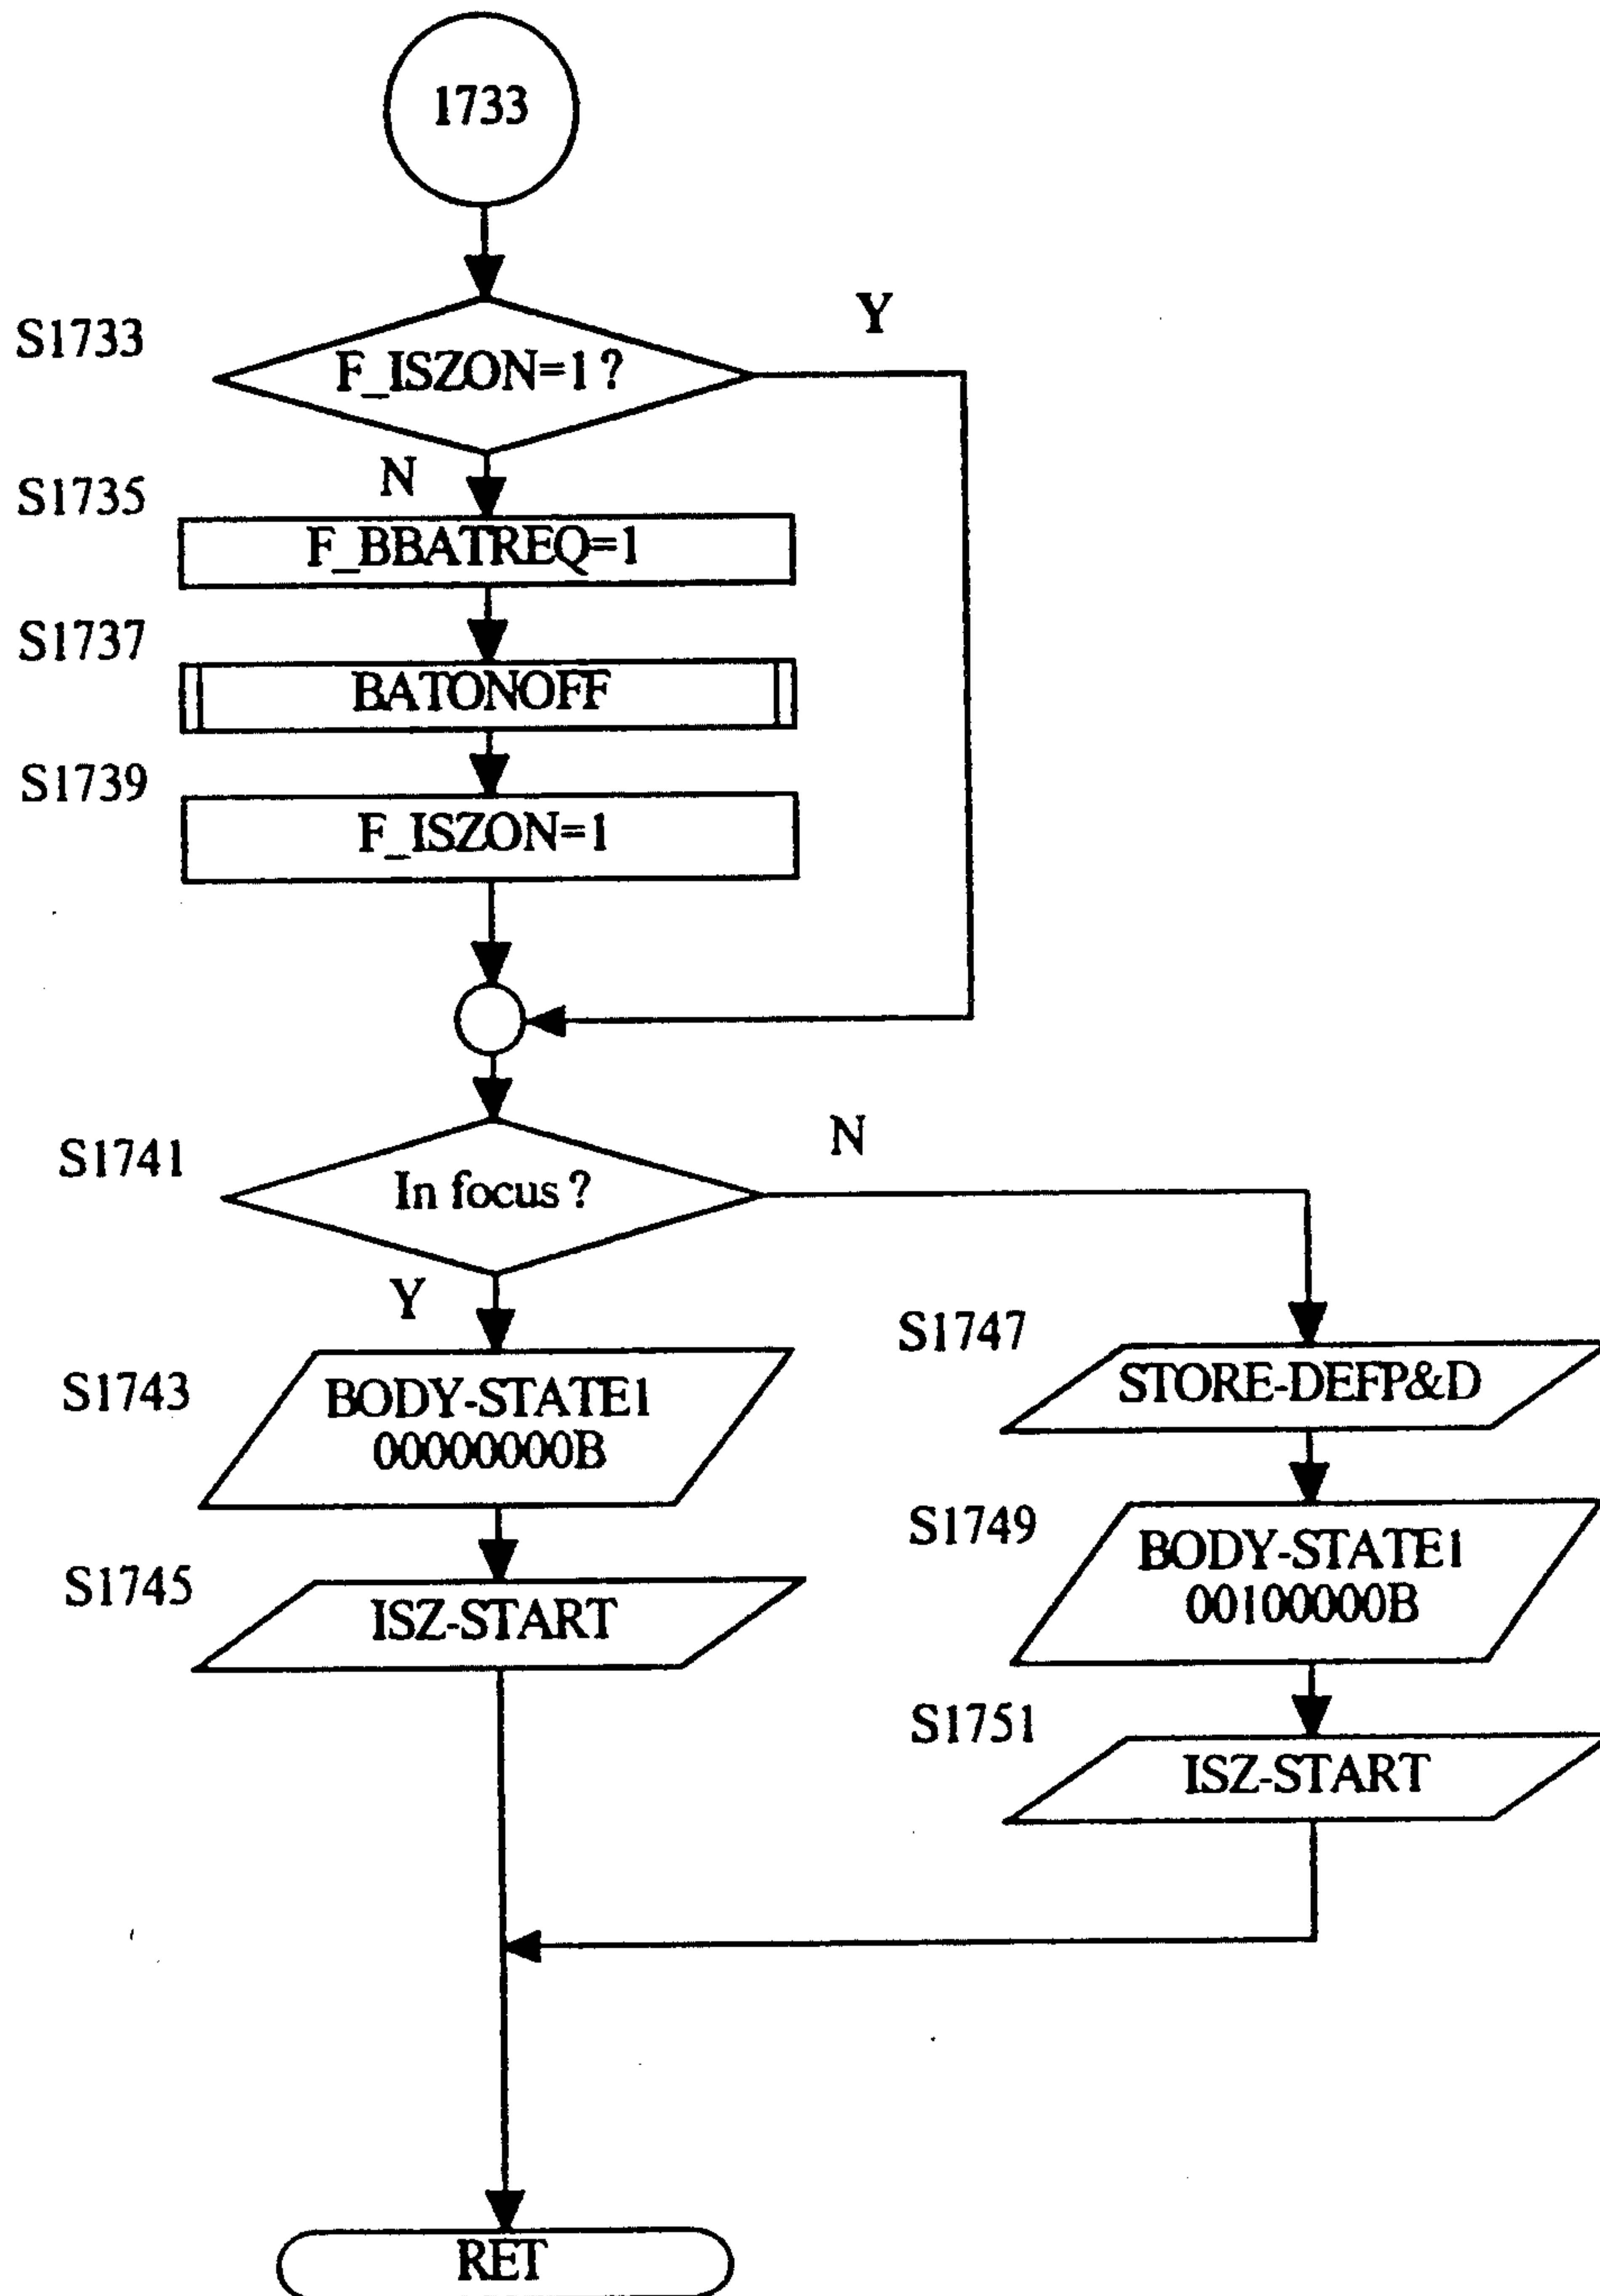 1733
S1733
F_ISZON=1?
Y
N
S1735
F_BBATREQ=1
S1737
BATONOFF
S1739
F_ISZON=1
S1741
In focus?
N
Y
S1743
BODY-STATE1
00000000B
S1745
ISZ-START
S1747
STORE-DEFP&D
S1749
BODY-STATE1
00100000B
S1751
ISZ-START
RET